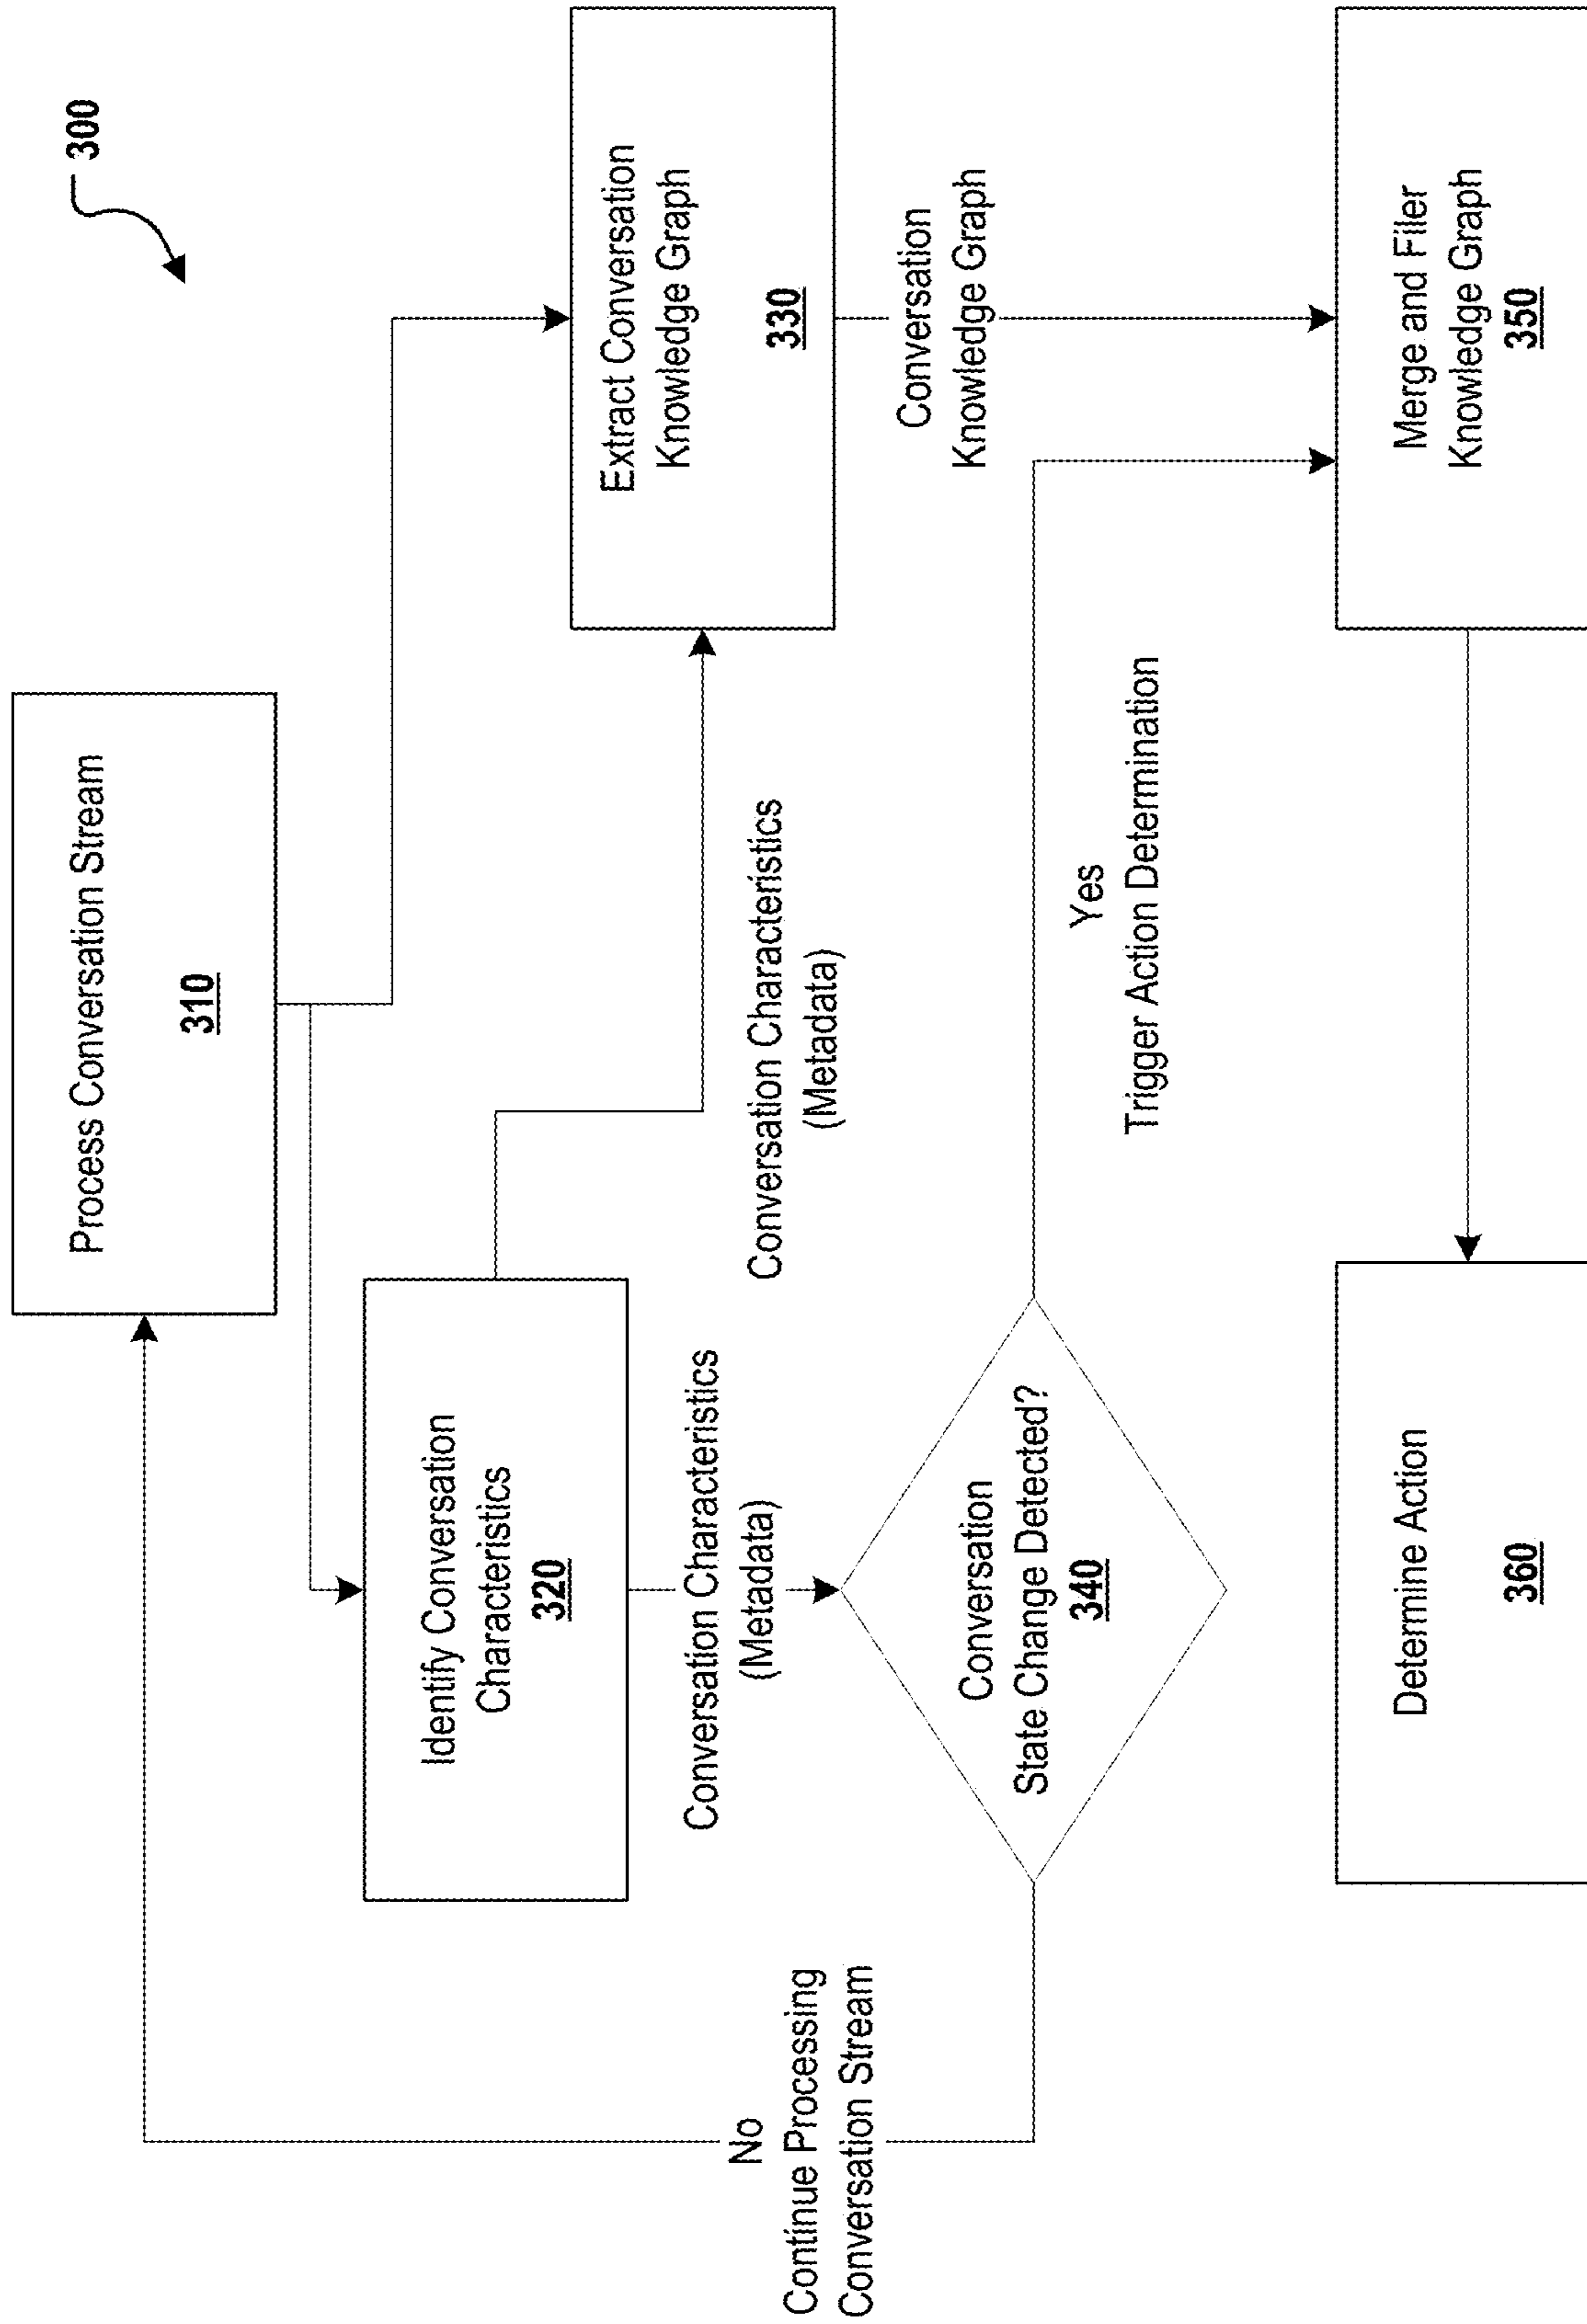 300
Process Conversation Stream
310
Identify Conversation
Characteristics
320
Extract Conversation
Knowledge Graph
330
Conversation Characteristics
(Metadata)
Conversation Characteristics
(Metadata)
Conversation
Knowledge Graph
No
Continue Processing
Conversation Stream
Conversation
State Change Detected?
340
Yes
Trigger Action Determination
Determine Action
360
Merge and Filer
Knowledge Graph
350